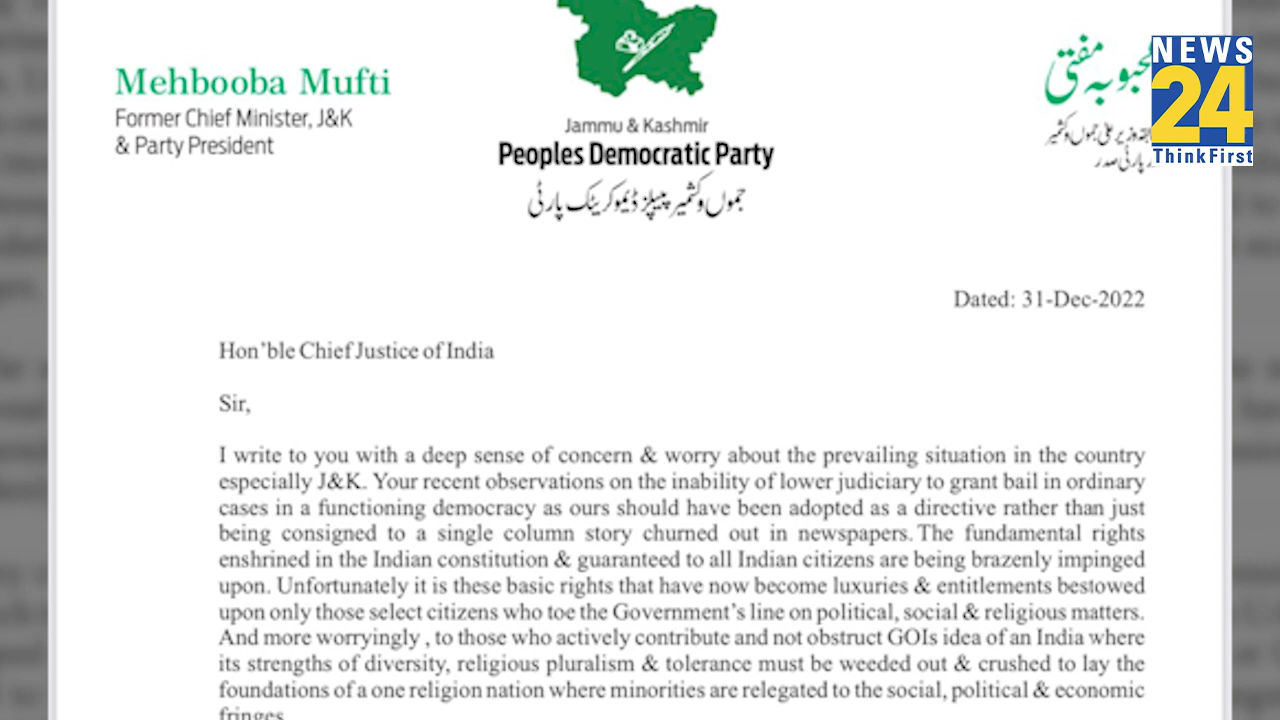 Mehbooba Mufti
Former Chief Minister, J&K
& Party President
Jammu & Kashmir
Peoples Democratic Party
جموں وکشمیر پیپلز ڈیموکریٹک پارٹی
محبوبہ مفتی
وزیر اعلیٰ جموں وکشمیر
پارٹی صدر
NEWS
24
ThinkFirst
Dated: 31-Dec-2022
Hon'ble Chief Justice of India
Sir,
I write to you with a deep sense of concern & worry about the prevailing situation in the country
especially J&K. Your recent observations on the inability of lower judiciary to grant bail in ordinary
cases in a functioning democracy as ours should have been adopted as a directive rather than just
being consigned to a single column story churned out in newspapers. The fundamental rights
enshrined in the Indian constitution & guaranteed to all Indian citizens are being brazenly impinged
upon. Unfortunately it is these basic rights that have now become luxuries & entitlements bestowed
upon only those select citizens who toe the Government's line on political, social & religious matters.
And more worryingly , to those who actively contribute and not obstruct GOIs idea of an India where
its strengths of diversity, religious pluralism & tolerance must be weeded out & crushed to lay the
foundations of a one religion nation where minorities are relegated to the social, political & economic
fringes